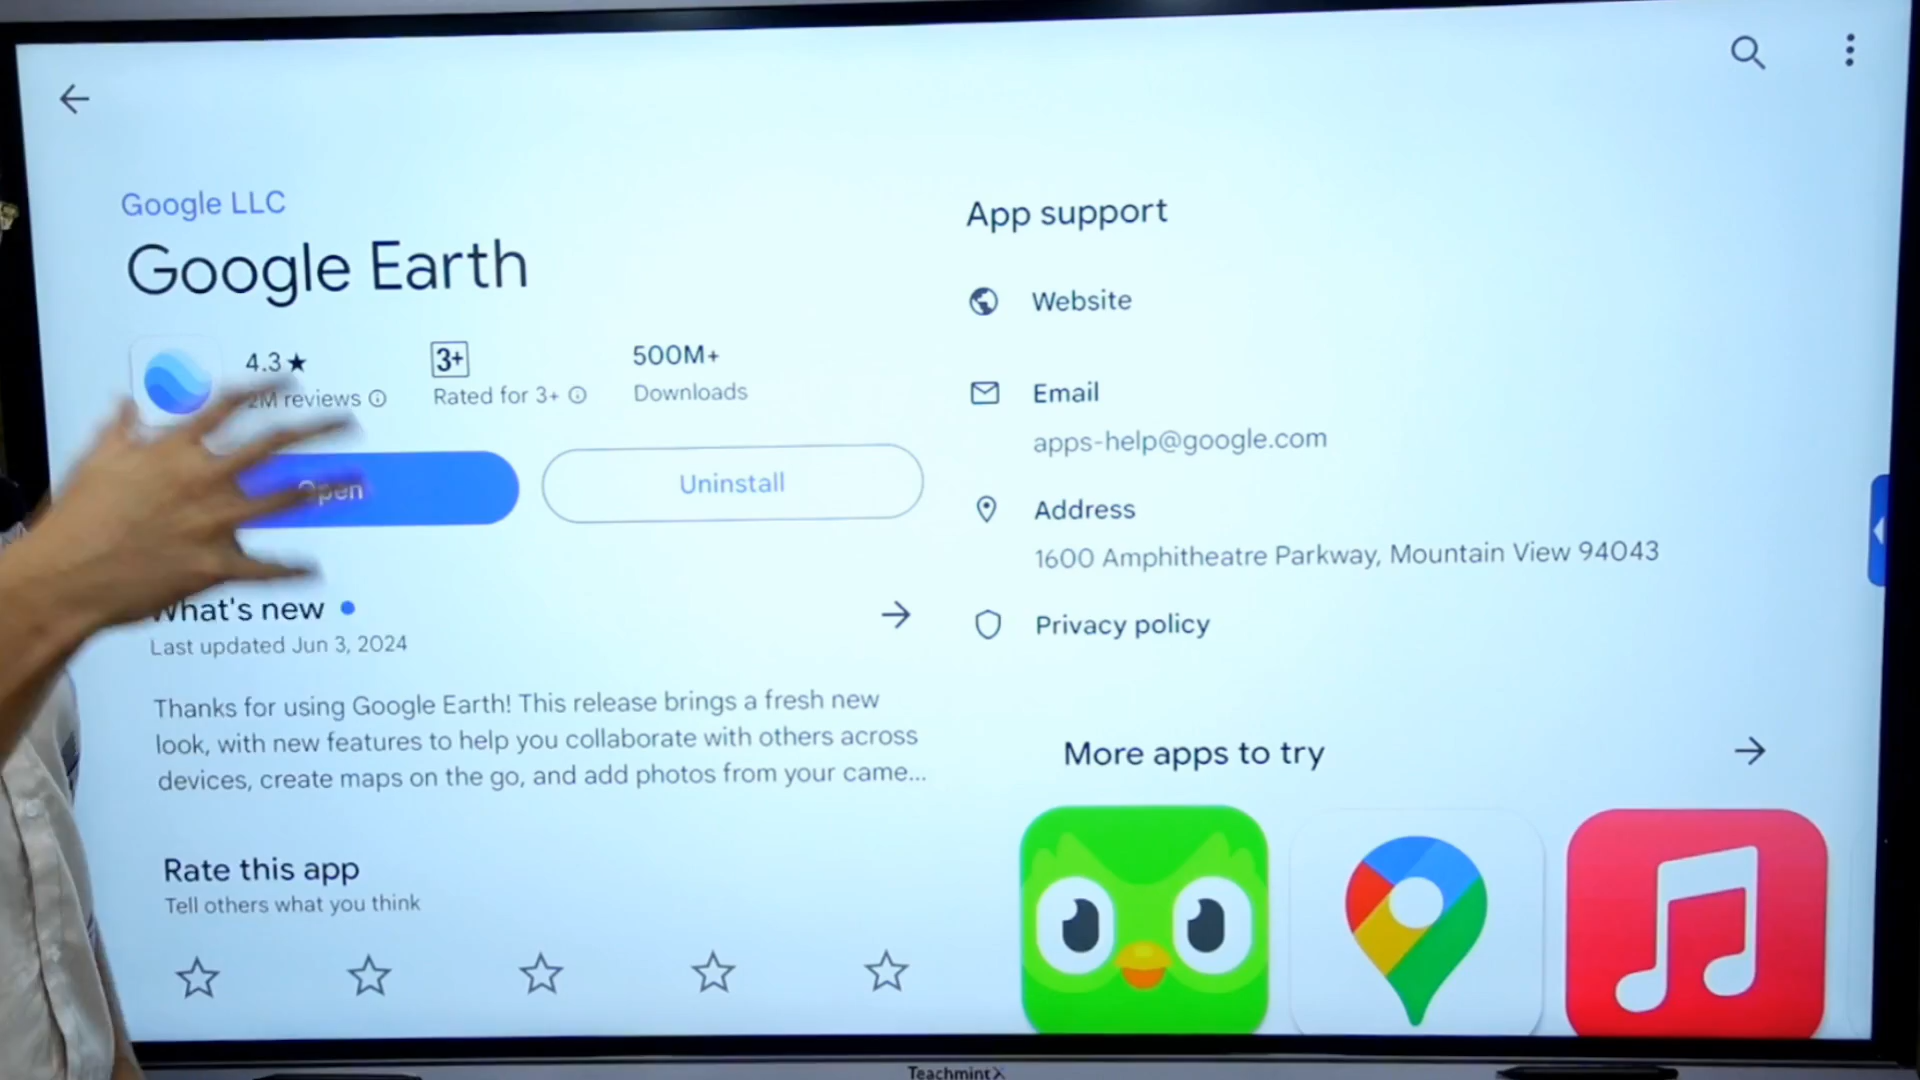 Google LLC
Google Earth
4.3★
2M reviews
3+
Rated for 3+
500M+
Downloads
Open
Uninstall
What's new
Last updated Jun 3, 2024
Thanks for using Google Earth! This release brings a fresh new
look, with new features to help you collaborate with others across
devices, create maps on the go, and add photos from your came...
Rate this app
Tell others what you think
App support
Website
Email
apps-help@google.com
Address
1600 Amphitheatre Parkway, Mountain View 94043
Privacy policy
More apps to try
Teachmint X